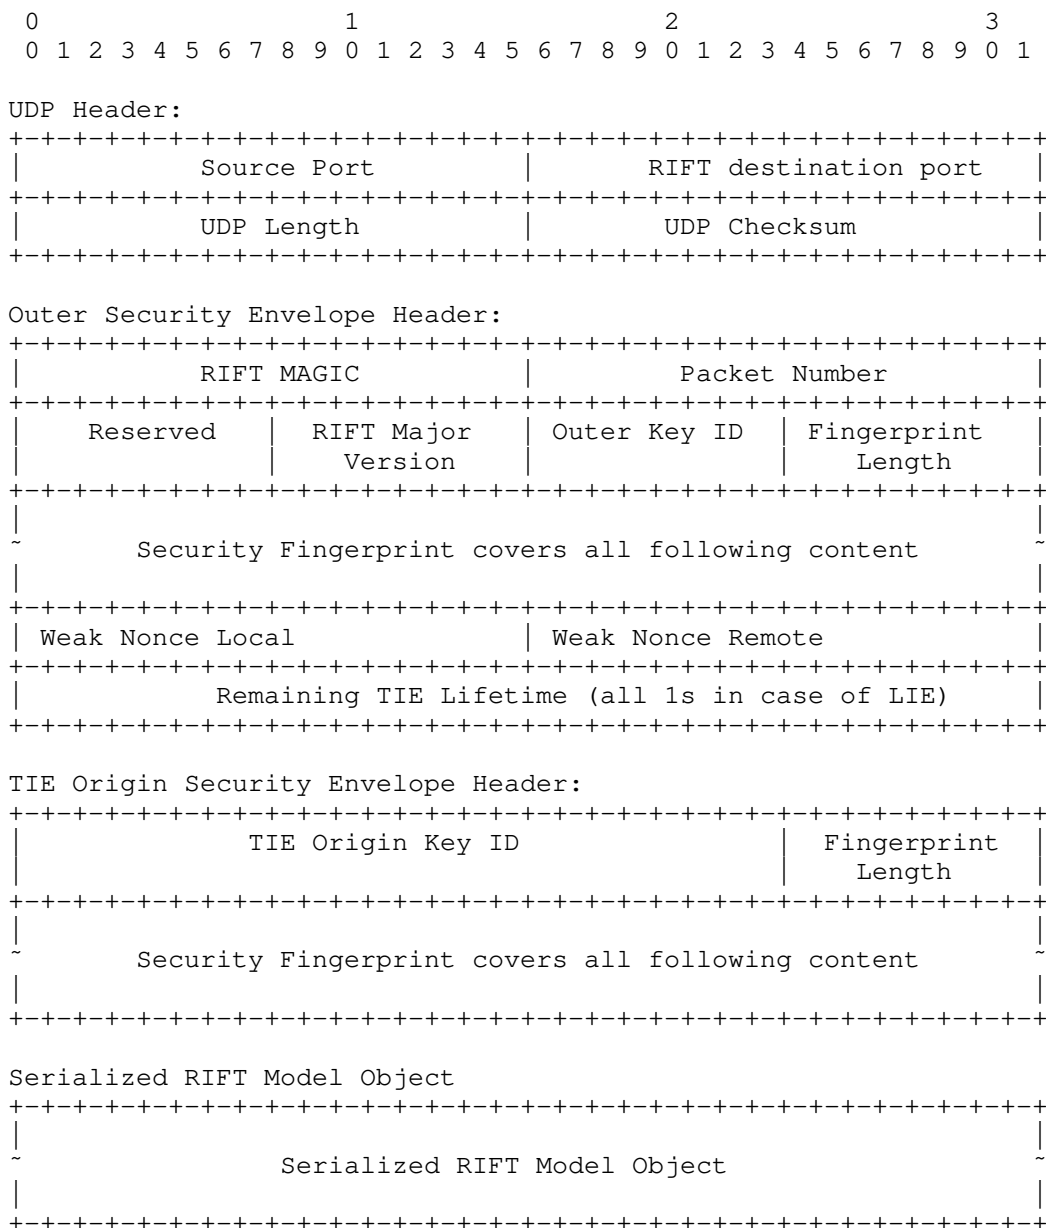 0                   1                   2                   3
 0 1 2 3 4 5 6 7 8 9 0 1 2 3 4 5 6 7 8 9 0 1 2 3 4 5 6 7 8 9 0 1

UDP Header:
+-+-+-+-+-+-+-+-+-+-+-+-+-+-+-+-+-+-+-+-+-+-+-+-+-+-+-+-+-+-+-+-+
|           Source Port         |       RIFT destination port   |
+-+-+-+-+-+-+-+-+-+-+-+-+-+-+-+-+-+-+-+-+-+-+-+-+-+-+-+-+-+-+-+-+
|           UDP Length          |        UDP Checksum           |
+-+-+-+-+-+-+-+-+-+-+-+-+-+-+-+-+-+-+-+-+-+-+-+-+-+-+-+-+-+-+-+-+

Outer Security Envelope Header:
+-+-+-+-+-+-+-+-+-+-+-+-+-+-+-+-+-+-+-+-+-+-+-+-+-+-+-+-+-+-+-+-+
|           RIFT MAGIC          |         Packet Number         |
+-+-+-+-+-+-+-+-+-+-+-+-+-+-+-+-+-+-+-+-+-+-+-+-+-+-+-+-+-+-+-+-+
|    Reserved   |  RIFT Major   | Outer Key ID  | Fingerprint   |
|               |    Version    |               |    Length     |
+-+-+-+-+-+-+-+-+-+-+-+-+-+-+-+-+-+-+-+-+-+-+-+-+-+-+-+-+-+-+-+-+
|                                                               |
~       Security Fingerprint covers all following content       ~
|                                                               |
+-+-+-+-+-+-+-+-+-+-+-+-+-+-+-+-+-+-+-+-+-+-+-+-+-+-+-+-+-+-+-+-+
| Weak Nonce Local              | Weak Nonce Remote             |
+-+-+-+-+-+-+-+-+-+-+-+-+-+-+-+-+-+-+-+-+-+-+-+-+-+-+-+-+-+-+-+-+
|            Remaining TIE Lifetime (all 1s in case of LIE)     |
+-+-+-+-+-+-+-+-+-+-+-+-+-+-+-+-+-+-+-+-+-+-+-+-+-+-+-+-+-+-+-+-+

TIE Origin Security Envelope Header:
+-+-+-+-+-+-+-+-+-+-+-+-+-+-+-+-+-+-+-+-+-+-+-+-+-+-+-+-+-+-+-+-+
|              TIE Origin Key ID                |  Fingerprint  |
|                                               |    Length     |
+-+-+-+-+-+-+-+-+-+-+-+-+-+-+-+-+-+-+-+-+-+-+-+-+-+-+-+-+-+-+-+-+
|                                                               |
~       Security Fingerprint covers all following content       ~
|                                                               |
+-+-+-+-+-+-+-+-+-+-+-+-+-+-+-+-+-+-+-+-+-+-+-+-+-+-+-+-+-+-+-+-+

Serialized RIFT Model Object
+-+-+-+-+-+-+-+-+-+-+-+-+-+-+-+-+-+-+-+-+-+-+-+-+-+-+-+-+-+-+-+-+
|                                                               |
~                Serialized RIFT Model Object                   ~
|                                                               |
+-+-+-+-+-+-+-+-+-+-+-+-+-+-+-+-+-+-+-+-+-+-+-+-+-+-+-+-+-+-+-+-+